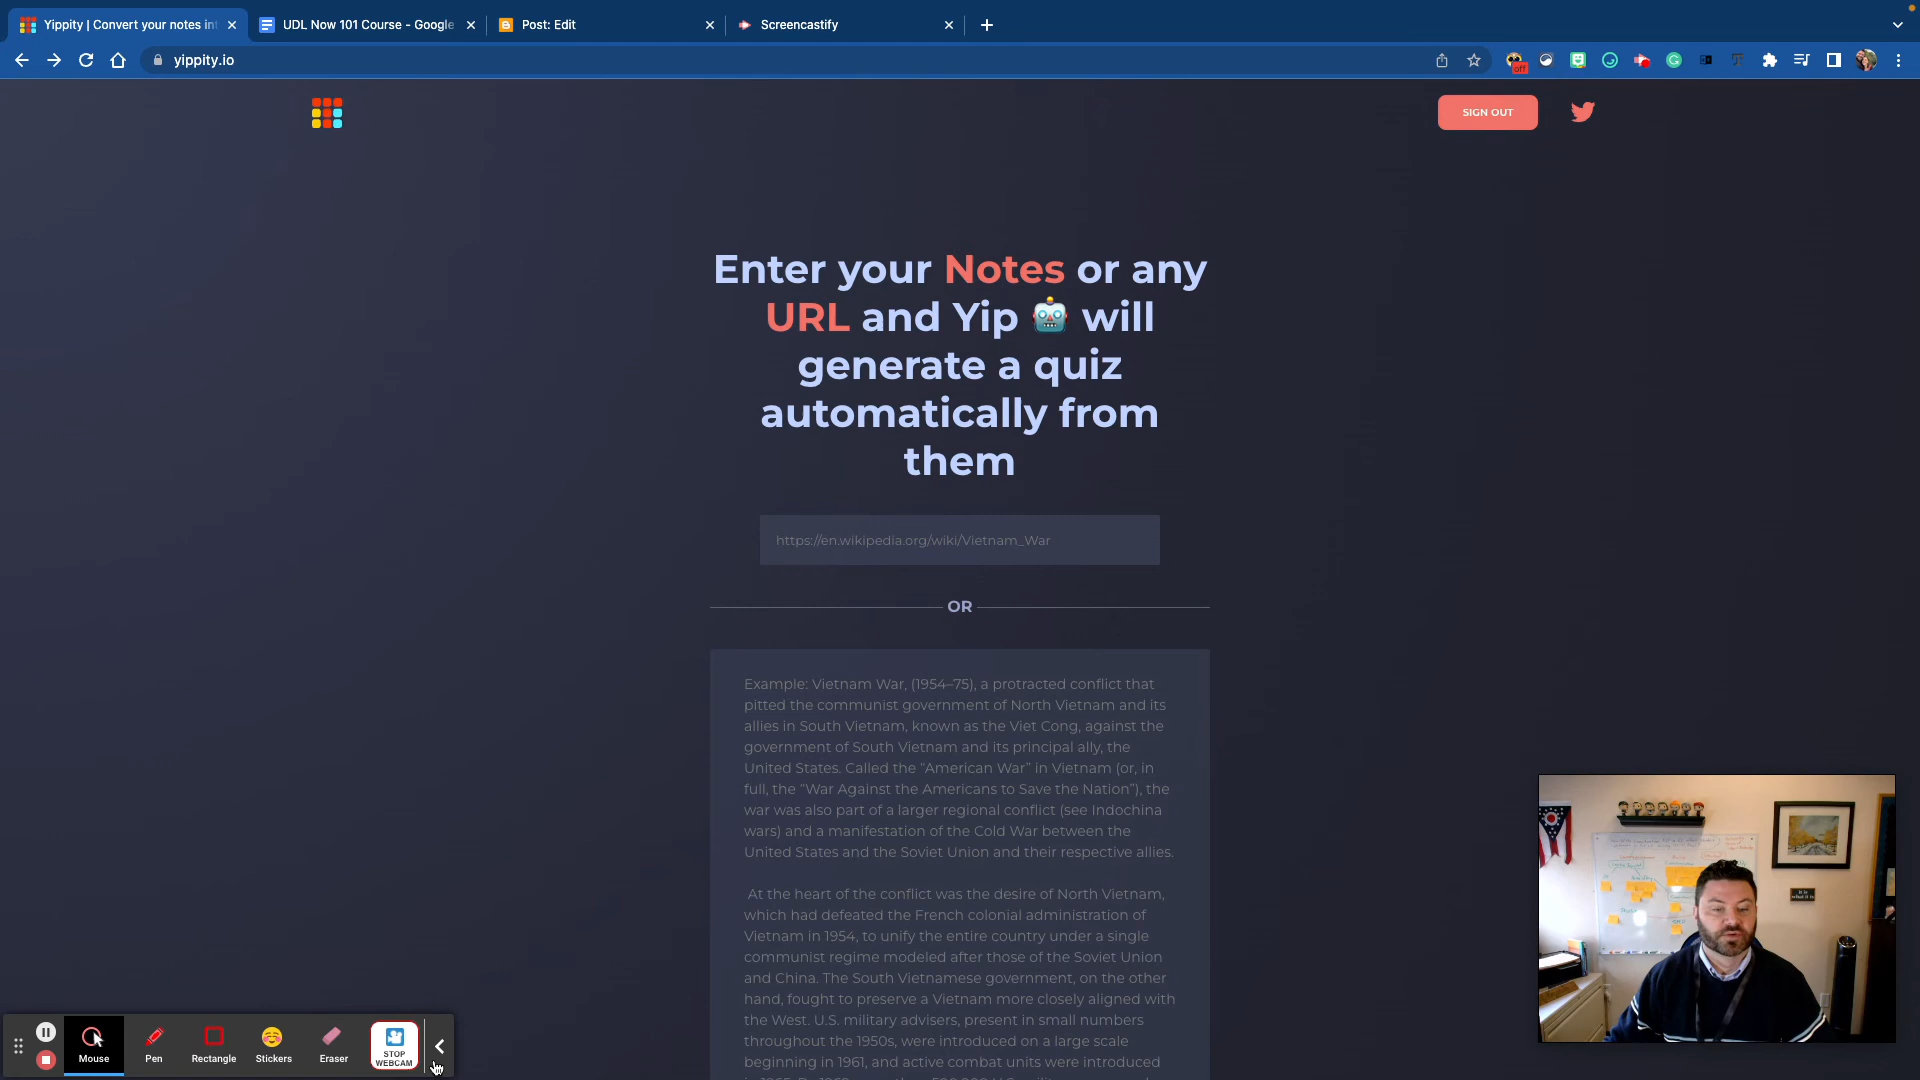 Yippity | Convert your notes int
UDL Now 101 Course - Google
Post: Edit
Screencastify
yippity.io
off
SIGN OUT
Enter your Notes or any
URL and Yip 🤖 will
generate a quiz
automatically from
them
https://en.wikipedia.org/wiki/Vietnam_War
OR
Example: Vietnam War, (1954–75), a protracted conflict that
pitted the communist government of North Vietnam and its
allies in South Vietnam, known as the Viet Cong, against the
government of South Vietnam and its principal ally, the
United States. Called the “American War” in Vietnam (or, in
full, the “War Against the Americans to Save the Nation”), the
war was also part of a larger regional conflict (see Indochina
wars) and a manifestation of the Cold War between the
United States and the Soviet Union and their respective allies.
At the heart of the conflict was the desire of North Vietnam,
which had defeated the French colonial administration of
Vietnam in 1954, to unify the entire country under a single
communist regime modeled after those of the Soviet Union
and China. The South Vietnamese government, on the other
hand, fought to preserve a Vietnam more closely aligned with
the West. U.S. military advisers, present in small numbers
throughout the 1950s, were introduced on a large scale
beginning in 1961, and active combat units were introduced
Mouse
Pen
Rectangle
Stickers
Eraser
STOP
WEBCAM